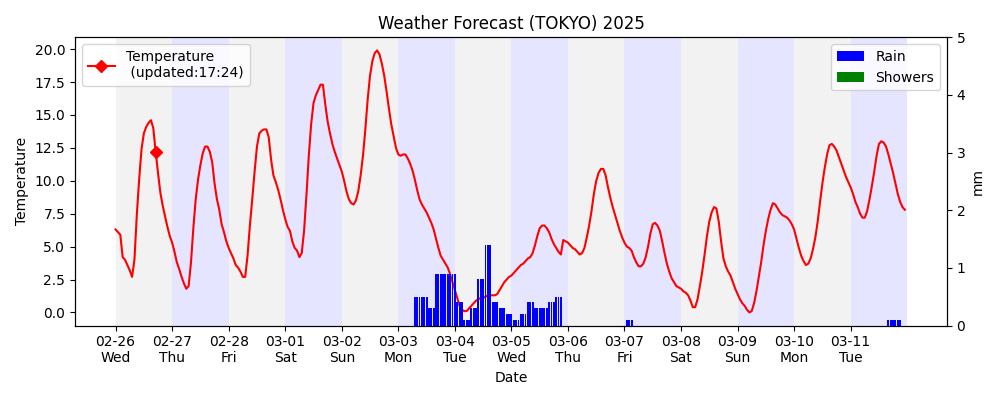 Weather Forecast (TOKYO) 2025
Temperature
(updated:17:24)
Rain
Showers
Temperature
20.0
17.5
15.0
12.5
10.0
7.5
5.0
2.5
0.0
5
4
3
2
1
0
mm
02-26 02-27 02-28 03-01 03-02 03-03 03-04 03-05 03-06 03-07 03-08 03-09 03-10 03-11
Wed Thu Fri Sat Sun Mon Tue Wed Thu Fri Sat Sun Mon Tue
Date